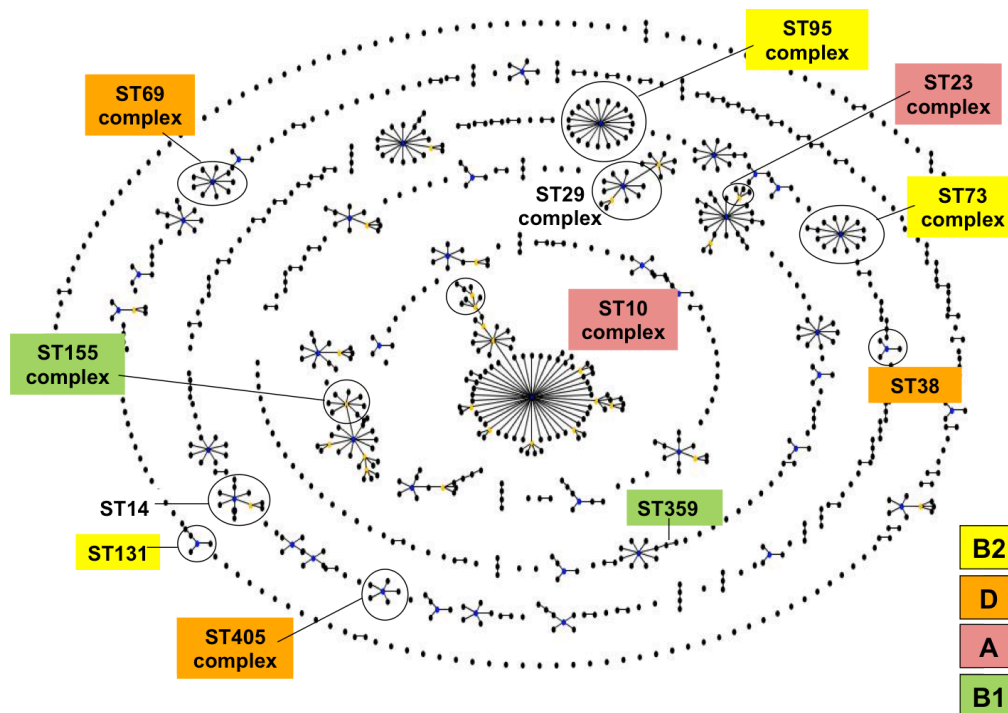 ST95
complex
ST69
complex
ST23
complex
ST29
complex
ST73
complex
ST10
complex
ST155
complex
ST38
ST14
ST359
ST131
ST405
complex
B2
D
A
B1